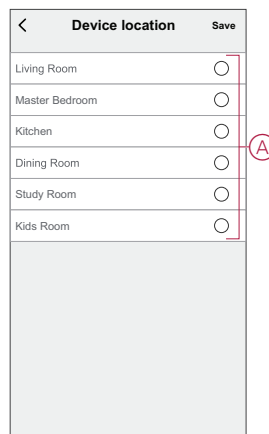 Device location Save
Living Room
Master Bedroom
Kitchen
A
Dining Room
Study Room
Kids Room